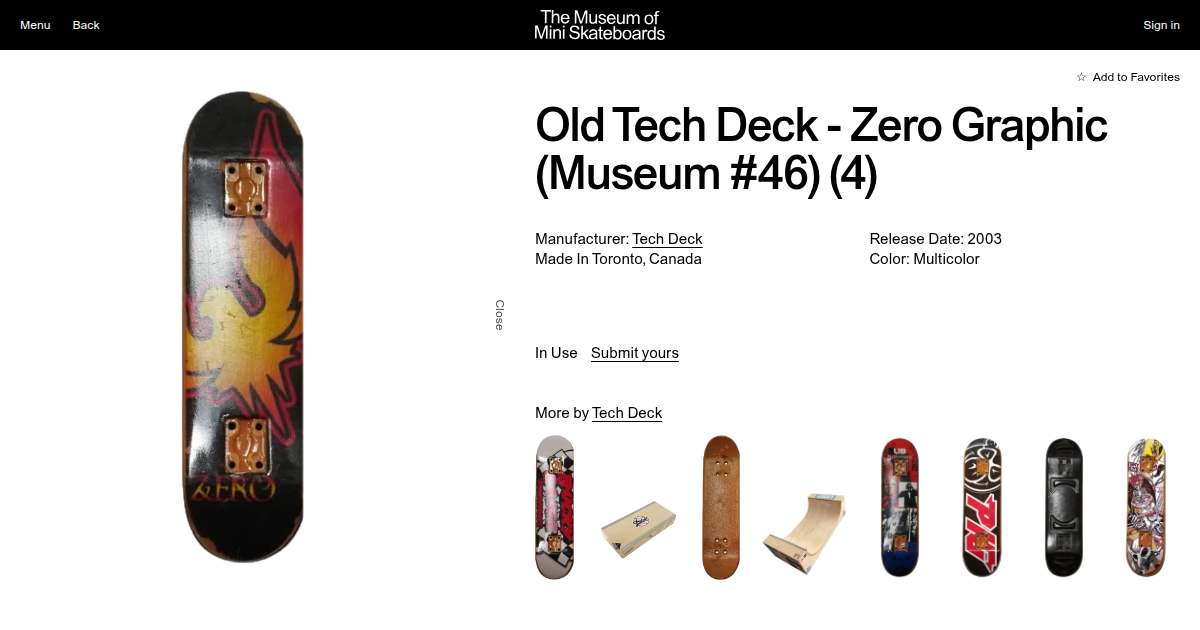 Menu
Back
The Museum of
Mini Skateboards
Sign in
☆ Add to Favorites
Old Tech Deck - Zero Graphic
(Museum #46) (4)
Manufacturer: Tech Deck
Made In Toronto, Canada
Release Date: 2003
Color: Multicolor
Close
In Use
Submit yours
More by Tech Deck
ZERO